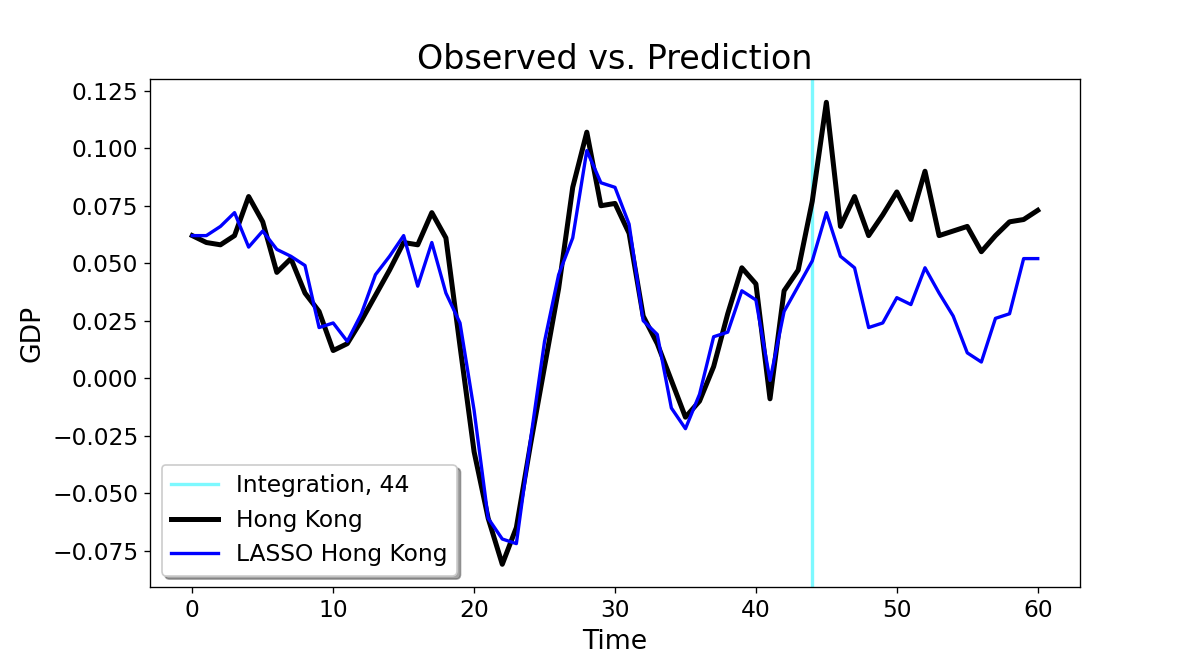 Observed vs. Prediction
GDP
0.125
0.100
0.075
0.050
0.025
0.000
−0.025
−0.050
−0.075
Integration, 44
Hong Kong
LASSO Hong Kong
0 10 20 30 40 50 60
Time